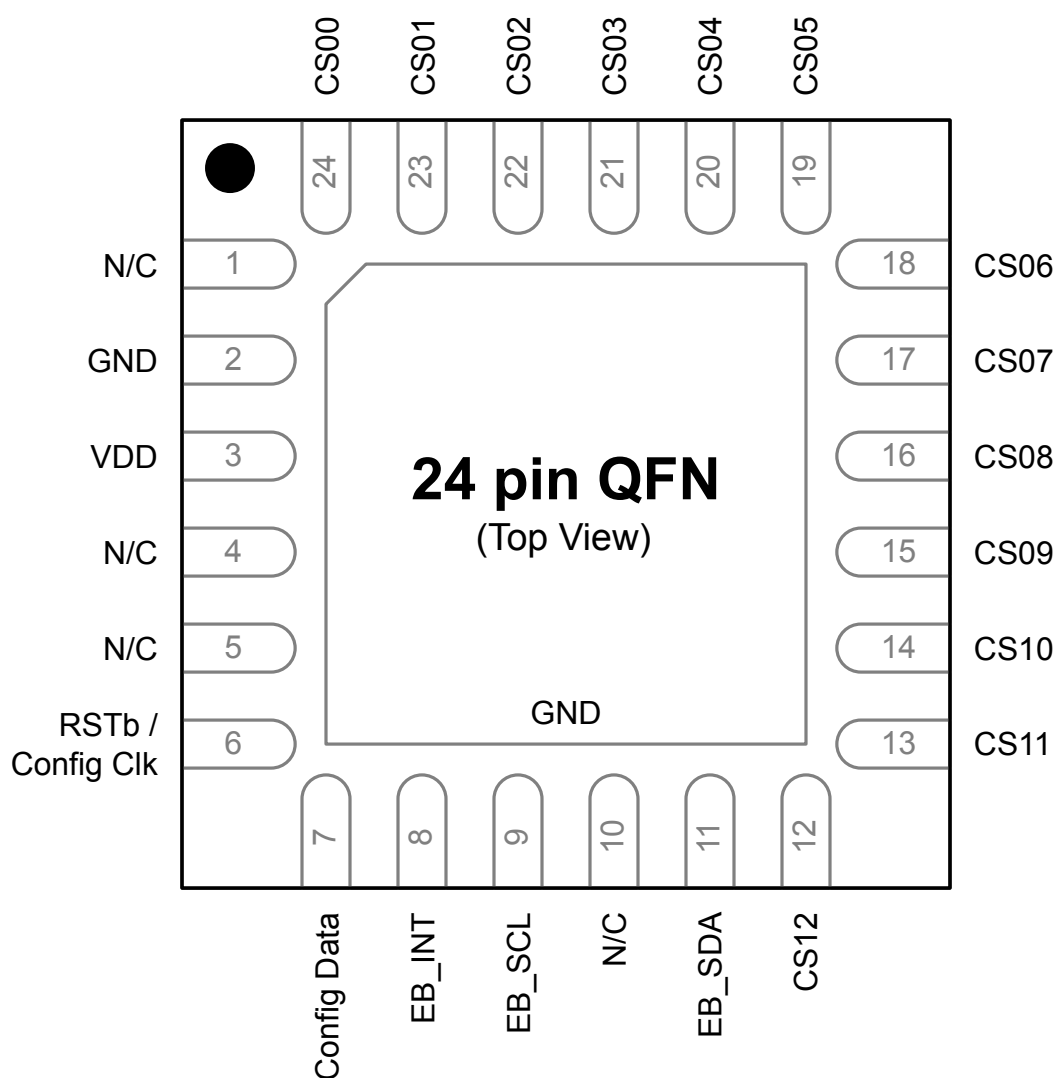 CS00
CS01
CS02
CS03
CS04
CS05
24
23
22
21
20
19
N/C
1
18
CS06
GND
2
17
CS07
VDD
3
16
CS08
24 pin QFN
(Top View)
N/C
4
15
CS09
N/C
5
14
CS10
GND
RSTb /
Config Clk
6
13
CS11
7
8
9
10
11
12
Config Data
EB_INT
EB_SCL
N/C
EB_SDA
CS12